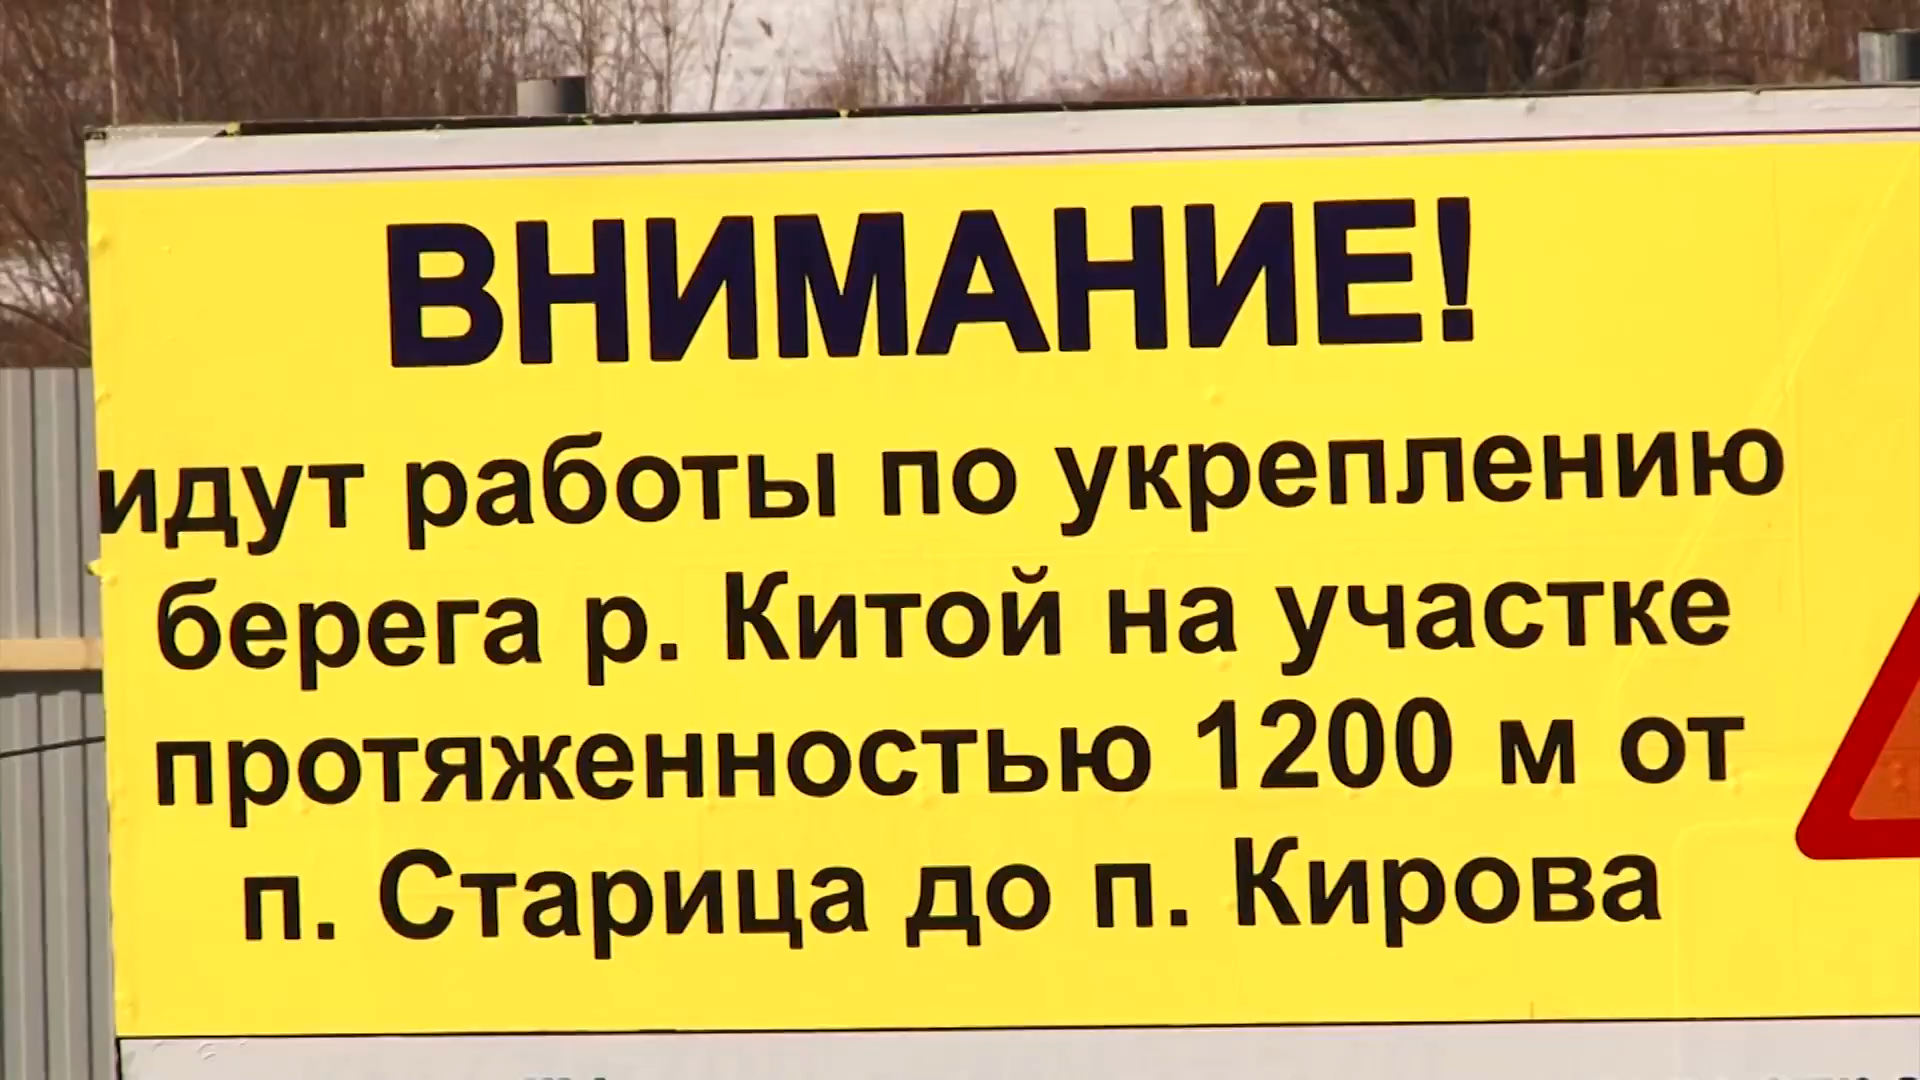 ВНИМАНИЕ!
идут работы по укреплению
берега р. Китой на участке
протяженностью 1200 м от
п. Старица до п. Кирова